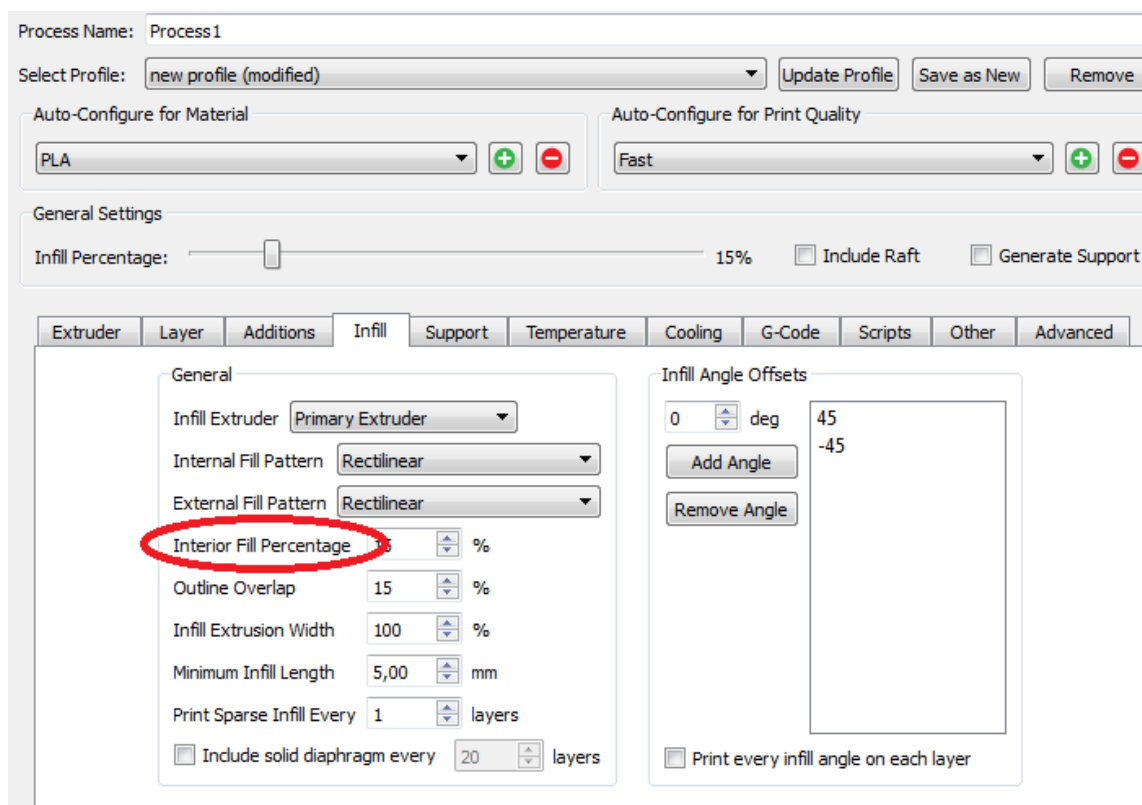 Process Name: Process1
Select Profile: new profile (modified) Update Profile Save as New Remove
Auto-Configure for Material Auto-Configure for Print Quality
PLA Fast
General Settings
Infill Percentage: 15% Include Raft Generate Support
Extruder Layer Additions Infill Support Temperature Cooling G-Code Scripts Other Advanced
General Infill Angle Offsets
Infill Extruder Primary Extruder 0 deg 45
-45
Internal Fill Pattern Rectilinear Add Angle
External Fill Pattern Rectilinear Remove Angle
Interior Fill Percentage 15 %
Outline Overlap 15 %
Infill Extrusion Width 100 %
Minimum Infill Length 5,00 mm
Print Sparse Infill Every 1 layers
Include solid diaphragm every 20 layers Print every infill angle on each layer